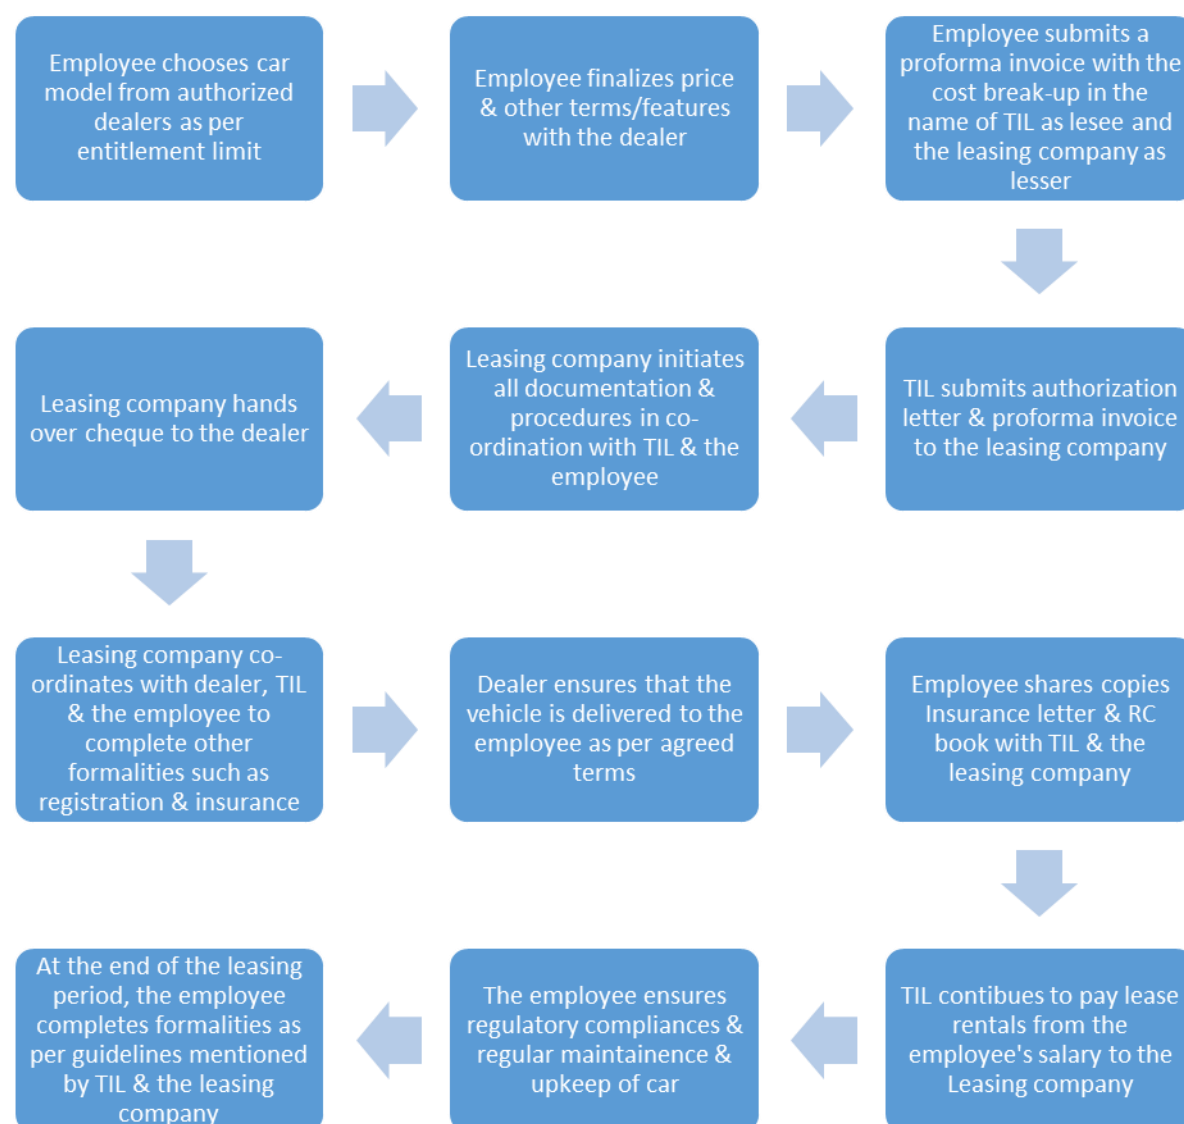 Employee chooses car
model from authorized
dealers as per
entitlement limit
Employee finalizes price
& other terms/features
with the dealer
Employee submits a
proforma invoice with the
cost break-up in the
name of TIL as lesee and
the leasing company as
lesser
TIL submits authorization
letter & proforma invoice
to the leasing company
Leasing company initiates
all documentation &
procedures in co-
ordination with TIL & the
employee
Leasing company hands
over cheque to the dealer
Leasing company co-
ordinates with dealer, TIL
& the employee to
complete other
formalities such as
registration & insurance
Dealer ensures that the
vehicle is delivered to the
employee as per agreed
terms
Employee shares copies
Insurance letter & RC
book with TIL & the
leasing company
TIL contibues to pay lease
rentals from the
employee's salary to the
Leasing company
The employee ensures
regulatory compliances &
regular maintainence &
upkeep of car
At the end of the leasing
period, the employee
completes formalities as
per guidelines mentioned
by TIL & the leasing
company